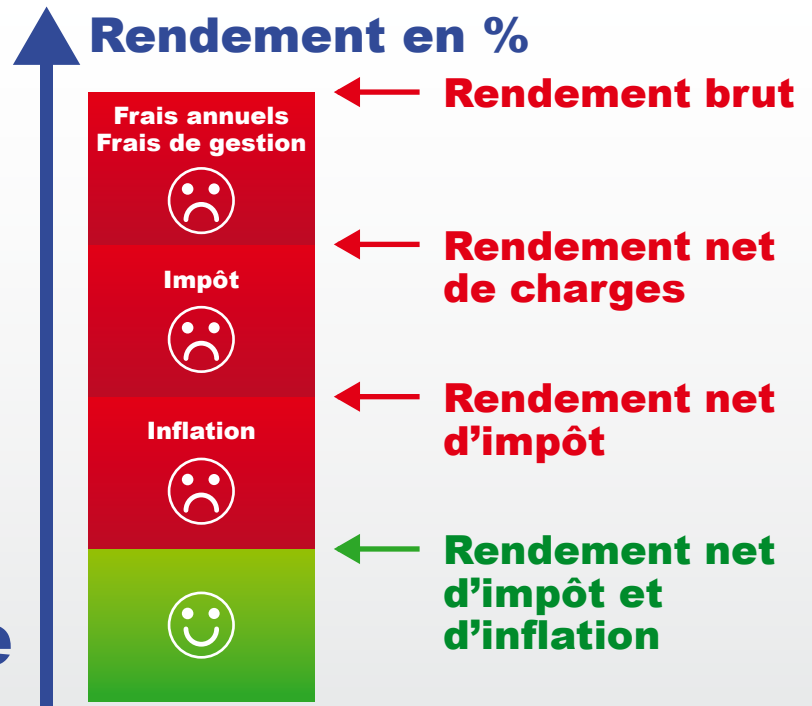 Rendement en %
Frais annuels
Frais de gestion
Rendement brut
Impôt
Rendement net
de charges
Inflation
Rendement net
d’impôt
Rendement net
d’impôt et
d’inflation
e